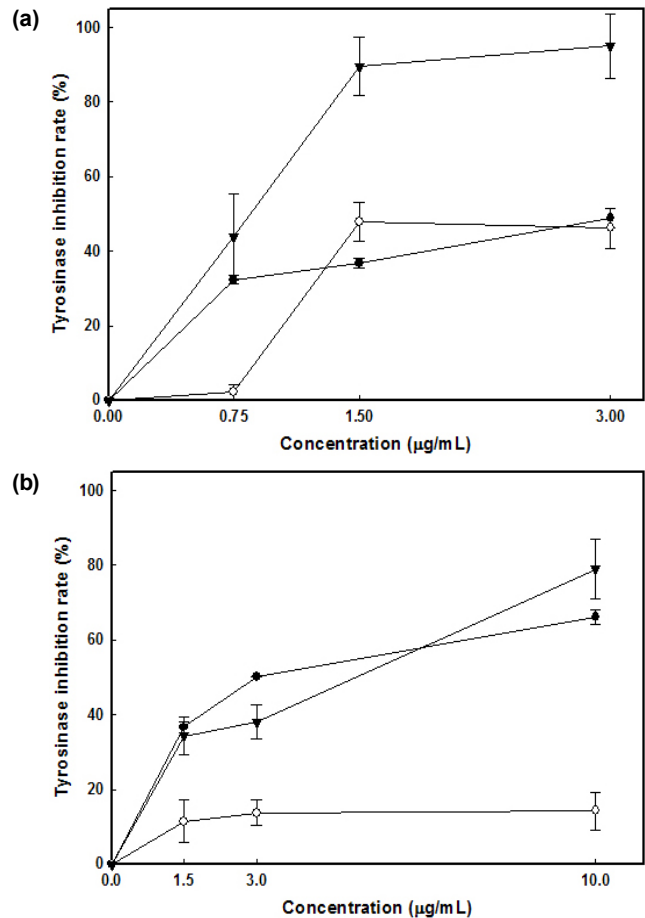 (a)
Tyrosinase inhibition rate (%)
100
80
60
40
20
0
0.00 0.75 1.50 3.00
Concentration (μg/mL)
(b)
Tyrosinase inhibition rate (%)
100
80
60
40
20
0
0.0 1.5 3.0 10.0
Concentration (μg/mL)